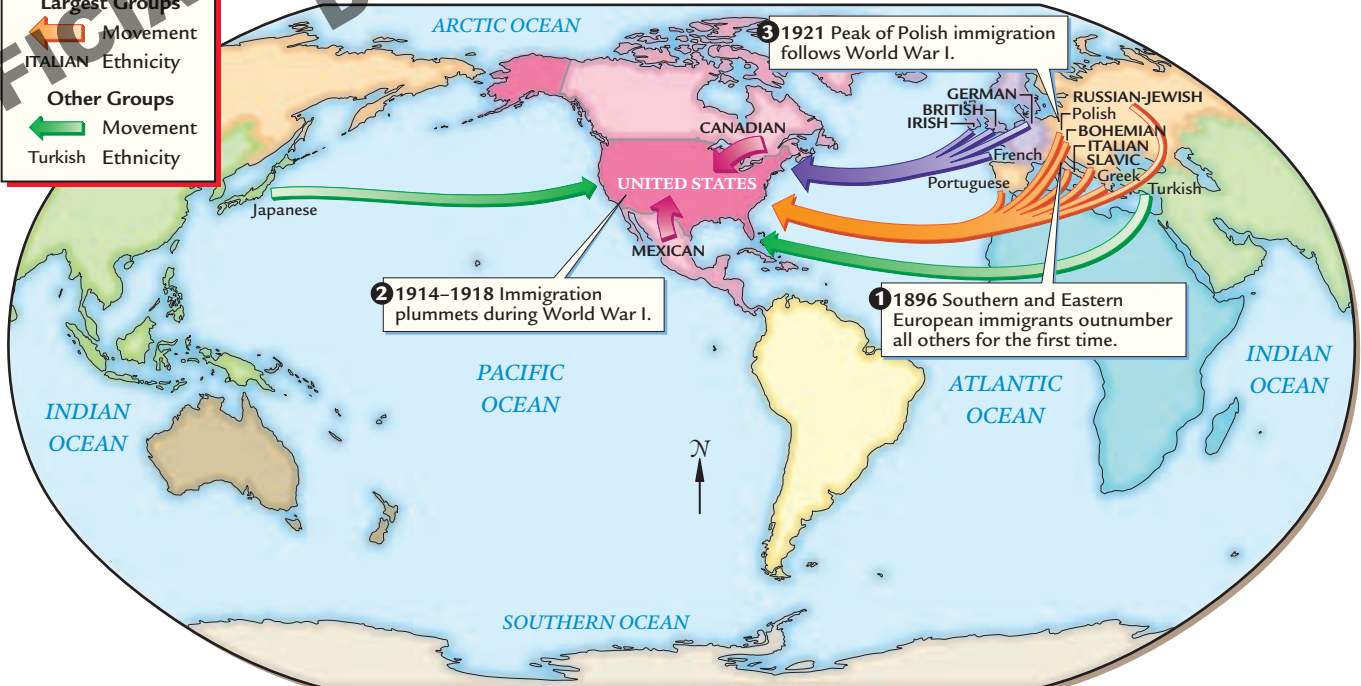 Largest Groups
Movement
ITALIAN Ethnicity
Other Groups
Movement
Turkish Ethnicity
ARCTIC OCEAN
3 1921 Peak of Polish immigration
follows World War I.
GERMAN
BRITISH
IRISH
French
Portuguese
RUSSIAN-JEWISH
Polish
BOHEMIAN
ITALIAN
SLAVIC
Greek
Turkish
CANADIAN
UNITED STATES
MEXICAN
Japanese
2 1914–1918 Immigration
plummets during World War I.
1 1896 Southern and Eastern
European immigrants outnumber
all others for the first time.
PACIFIC
OCEAN
ATLANTIC
OCEAN
INDIAN
OCEAN
INDIAN
OCEAN
N
SOUTHERN OCEAN